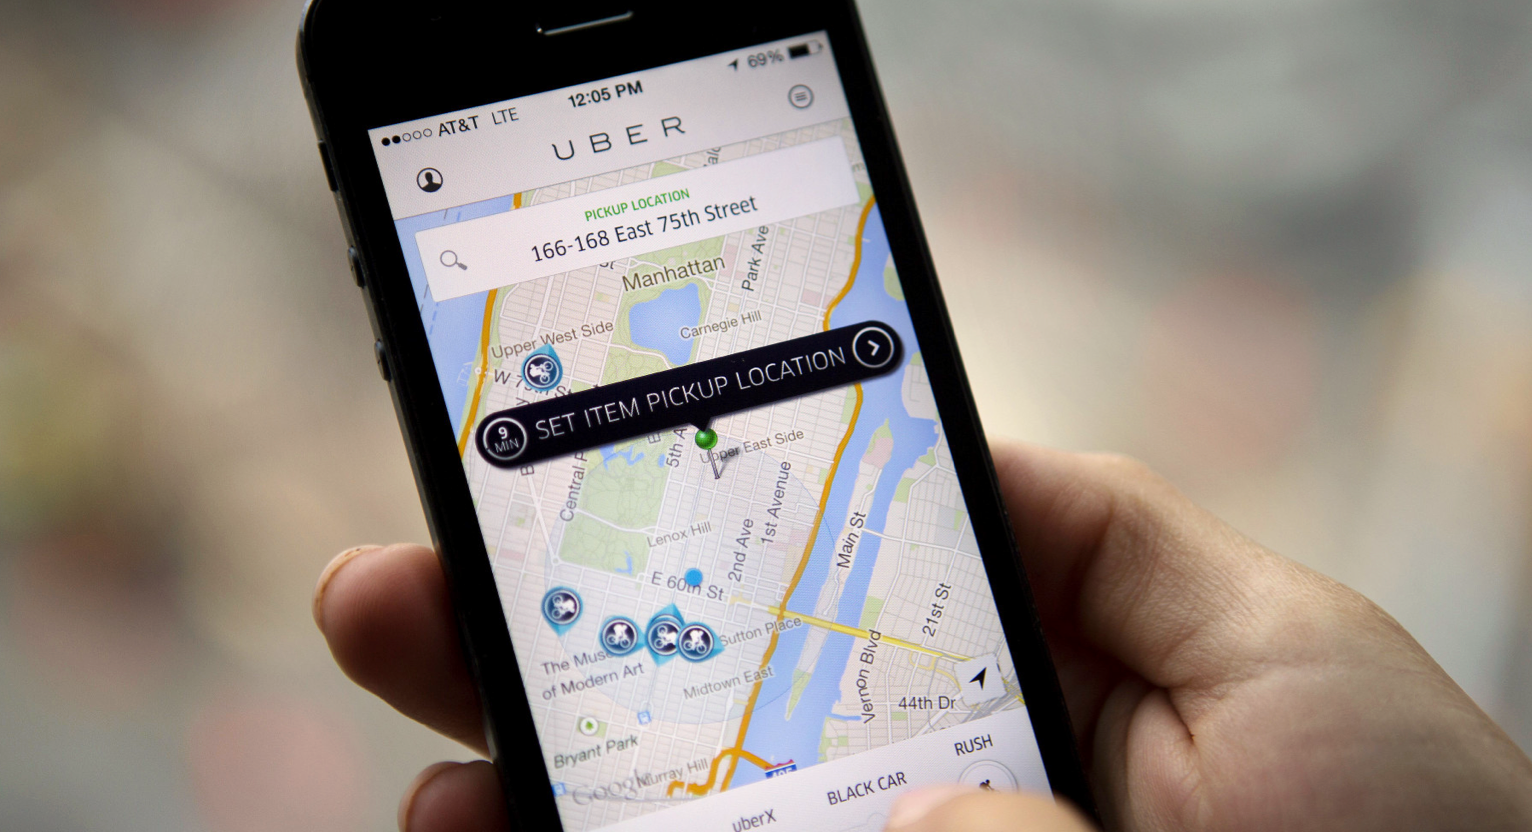 AT&T LTE 12:05 PM 69%
UBER
PICKUP LOCATION
166-168 East 75th Street
Manhattan
Park Ave
Carnegie Hill
Upper West Side
9 MIN SET ITEM PICKUP LOCATION
5th A
Upper East Side
Central P
1st Avenue
2nd Ave
Lenox Hill
Main St
E 60th St
21st St
Sutton Place
The Mus
of Modern Art
Midtown East
Vernon Blvd
44th Dr
Bryant Park
Murray Hill
Google
RUSH
BLACK CAR
uberX